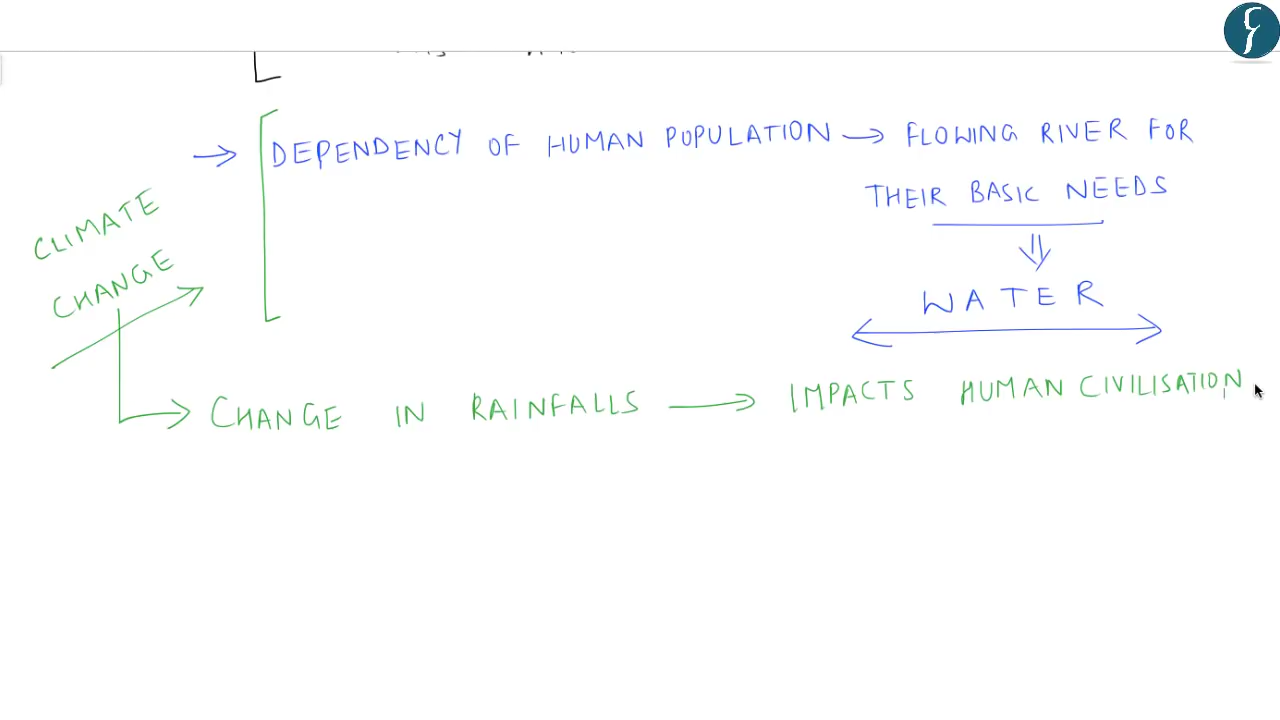 → DEPENDENCY OF HUMAN POPULATION → FLOWING RIVER FOR
THEIR BASIC NEEDS
⇓
WATER
CLIMATE
CHANGE
→ CHANGE IN RAINFALLS → IMPACTS HUMAN CIVILISATION